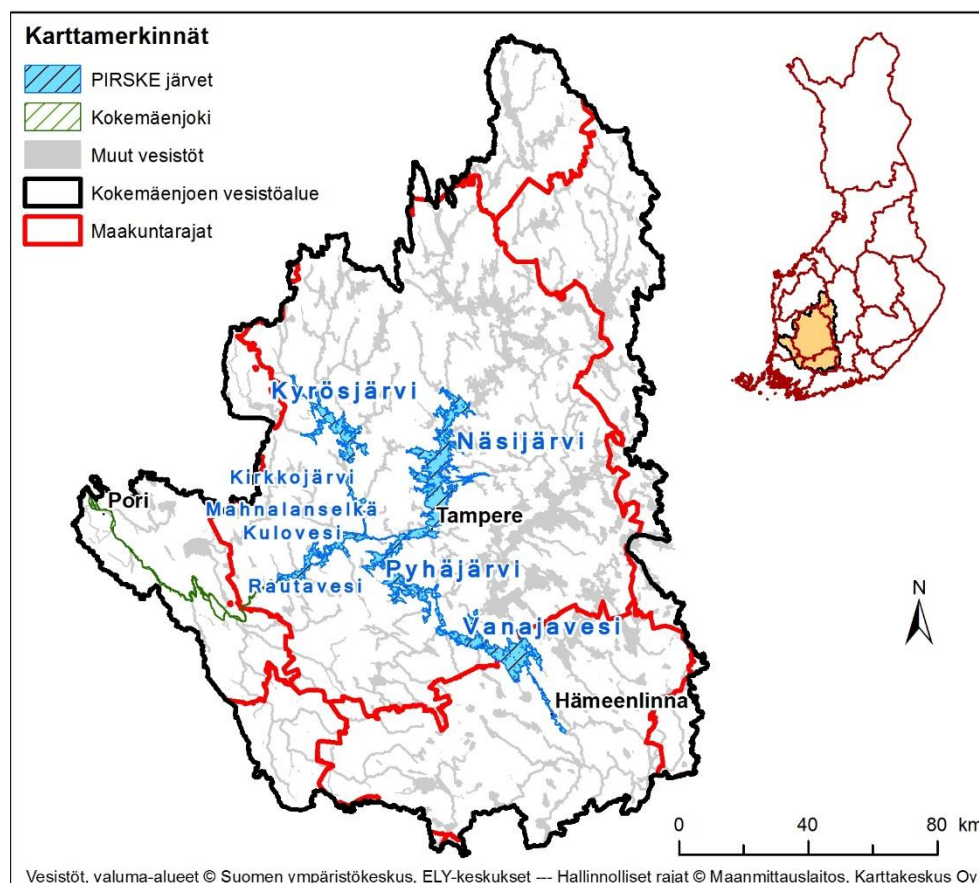 Karttamerkinnät
PIRSKE järvet
Kokemäenjoki
Muut vesistöt
Kokemäenjoen vesistöalue
Maakuntarajat
Kyrösjärvi
Näsijärvi
Kirkkojärvi
Pori
Mahnalanselkä
Tampere
Kulovesi
Rautavesi
Pyhäjärvi
Vanajavesi
Hämeenlinna
N
0 40 80 km
Vesistöt, valuma-alueet © Suomen ympäristökeskus, ELY-keskukset --- Hallinnolliset rajat © Maanmittauslaitos, Karttakeskus Oy